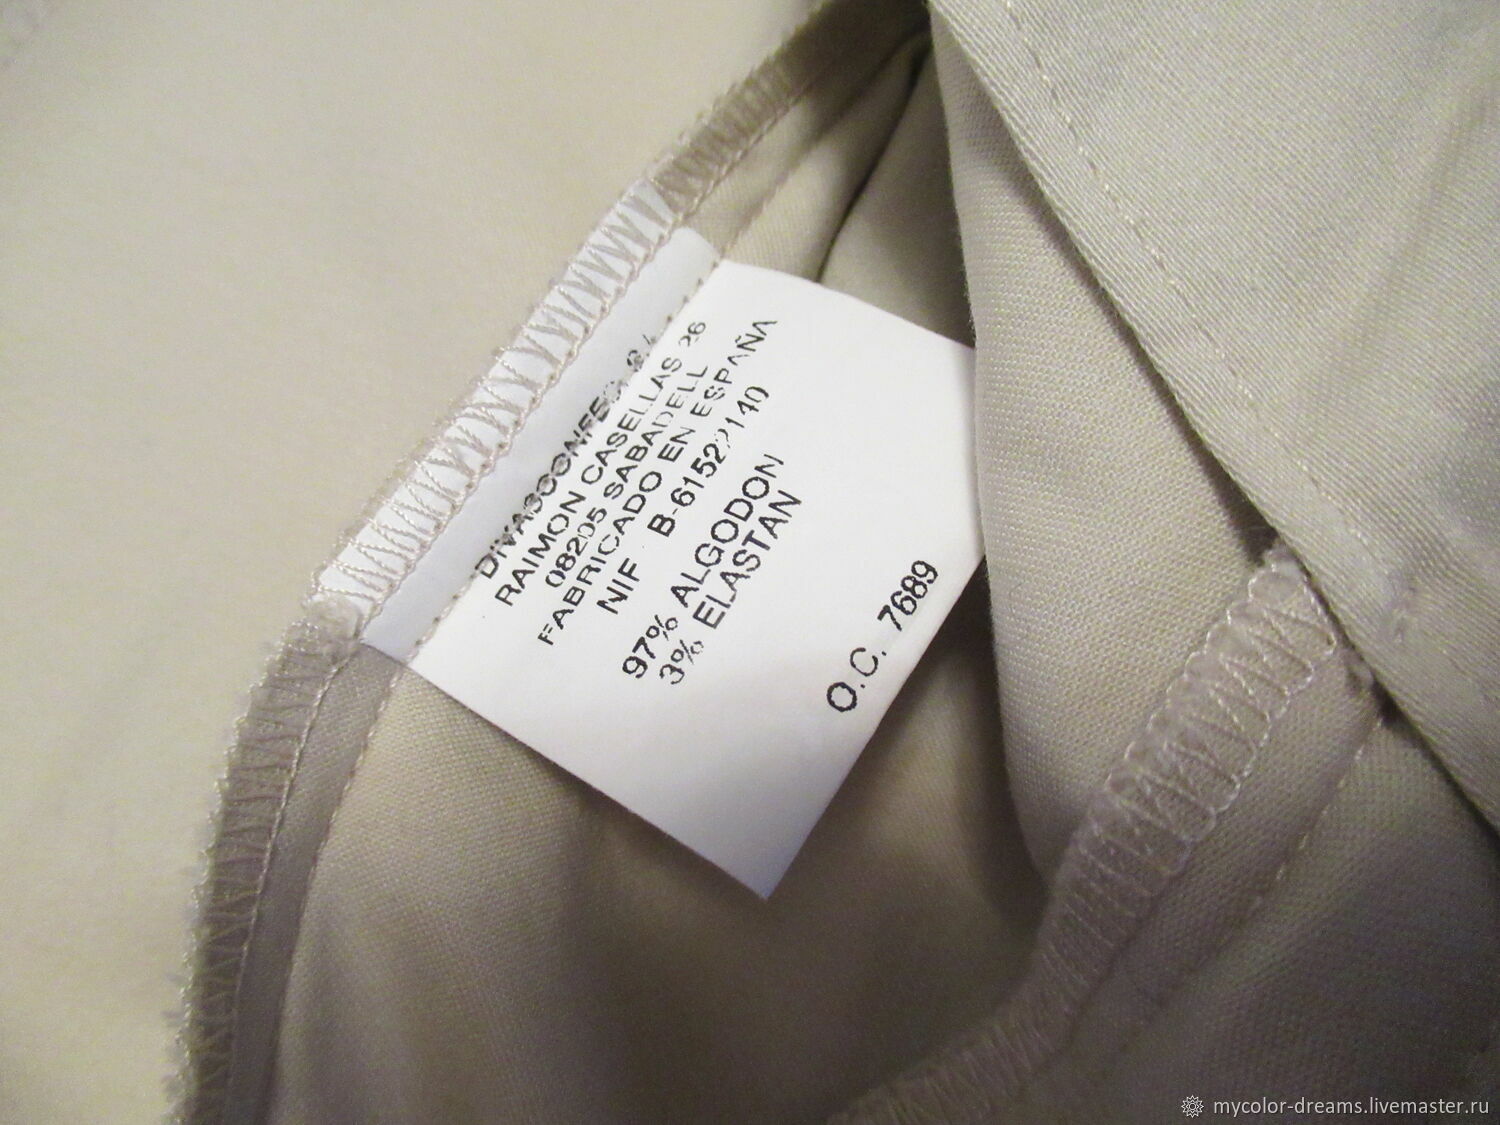 DIVASCONFEC
RAIMON CASELLAS 26
08205 SABADELL
FABRICADO EN ESPAÑA
NIF B-61522140
97% ALGODON
3% ELASTAN
O.C. 7689
mycolor-dreams.livemaster.ru